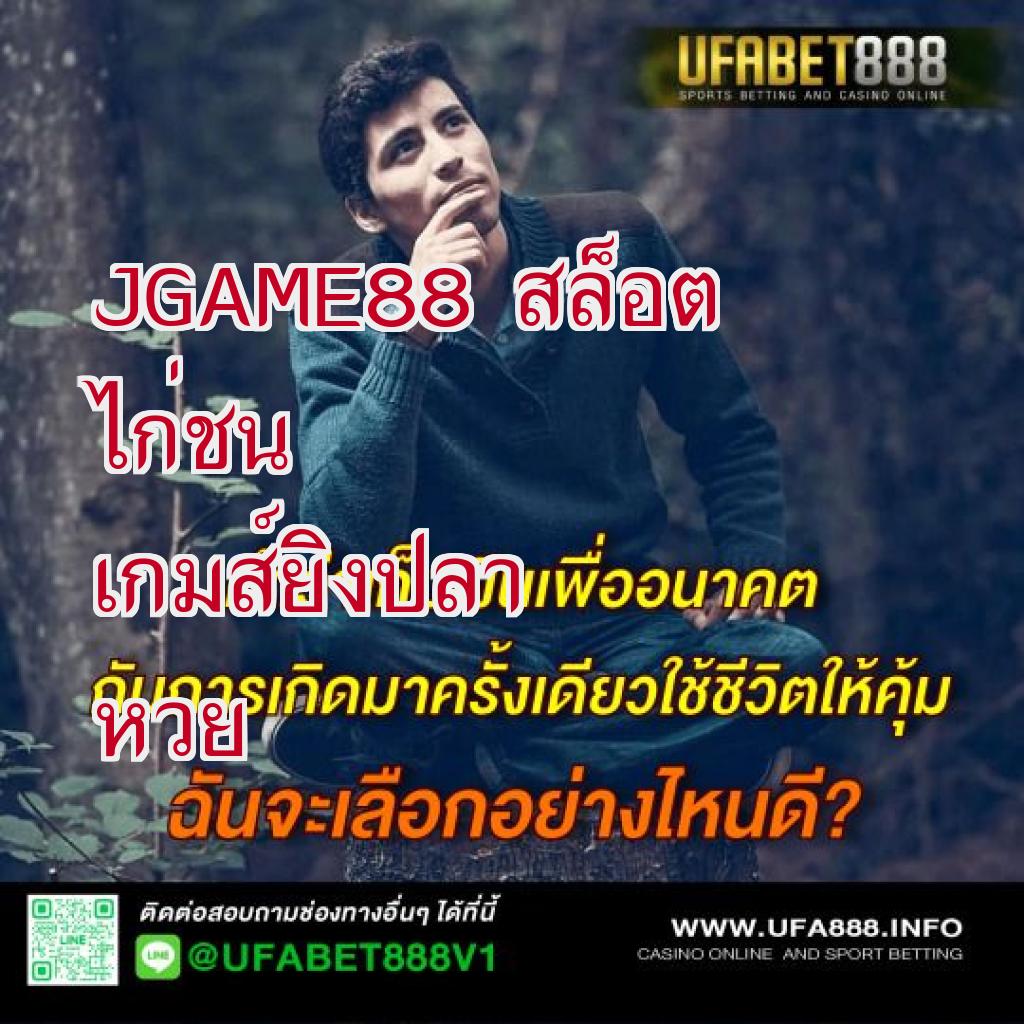 UFABET888
SPORTS BETTING AND CASINO ONLINE
JGAME88 สล็อต
ไก่ชน
เกมส์ยิงปลา
เพื่ออนาคต
กับการเกิดมาครั้งเดียวใช้ชีวิตให้คุ้ม
หวย
ฉันจะเลือกอย่างไหนดี?
ติดต่อสอบถามช่องทางอื่นๆ ได้ที่นี้
LINE
LINE @UFABET888V1
WWW.UFA888.INFO
CASINO ONLINE AND SPORT BETTING